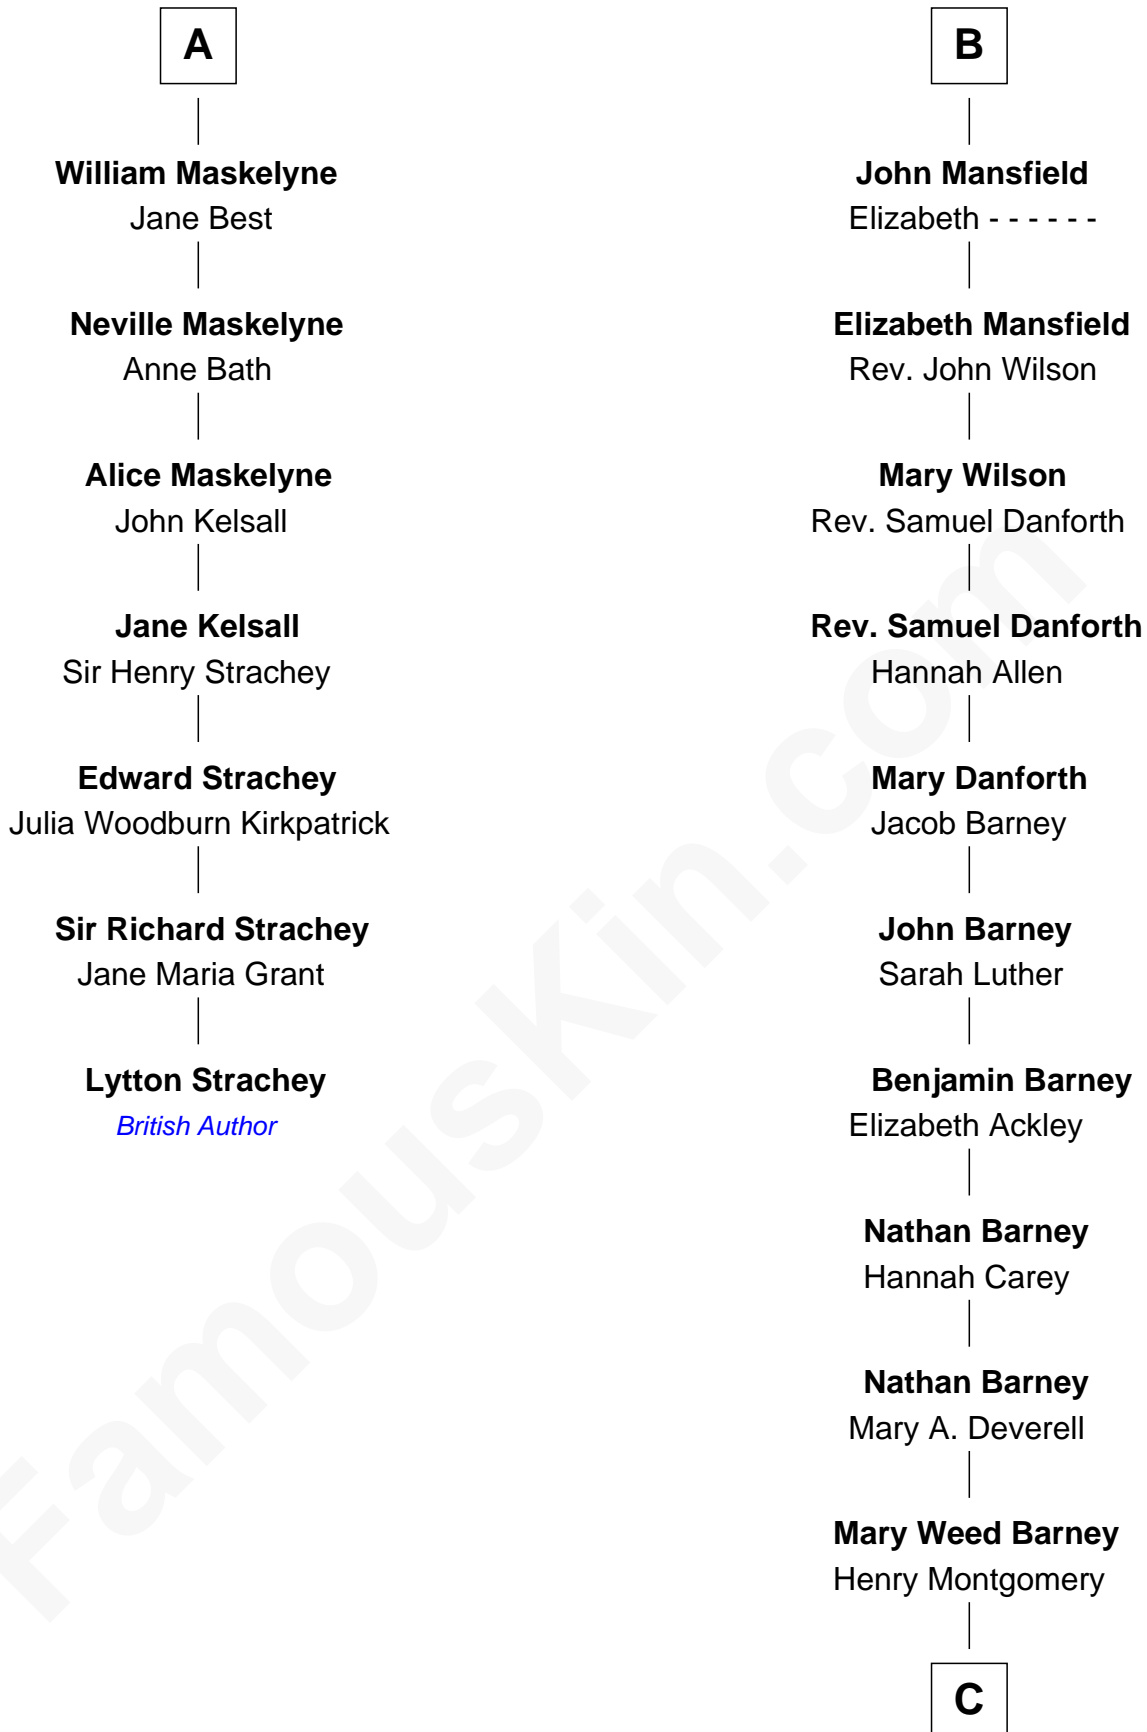 A
William Maskelyne
Jane Best
Neville Maskelyne
Anne Bath
Alice Maskelyne
John Kelsall
Jane Kelsall
Sir Henry Strachey
Edward Strachey
Julia Woodburn Kirkpatrick
Sir Richard Strachey
Jane Maria Grant
Lytton Strachey
British Author
B
John Mansfield
Elizabeth - - - - - -
Elizabeth Mansfield
Rev. John Wilson
Mary Wilson
Rev. Samuel Danforth
Rev. Samuel Danforth
Hannah Allen
Mary Danforth
Jacob Barney
John Barney
Sarah Luther
Benjamin Barney
Elizabeth Ackley
Nathan Barney
Hannah Carey
Nathan Barney
Mary A. Deverell
Mary Weed Barney
Henry Montgomery
C
FamousKin.com